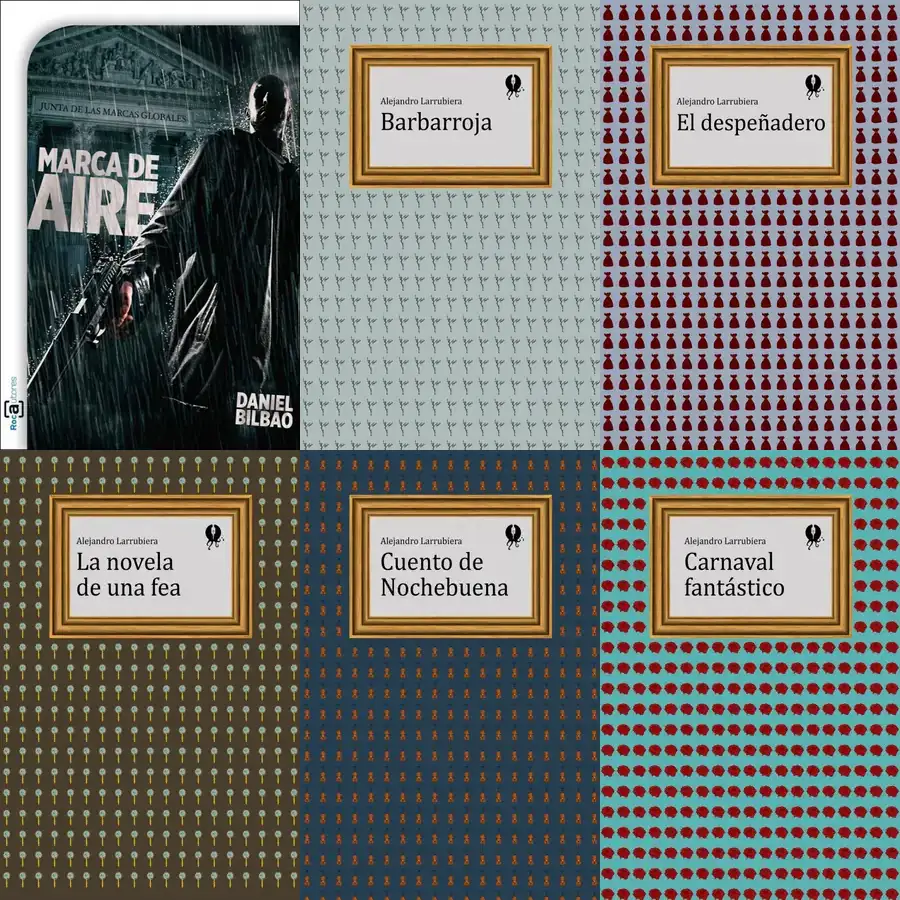 JUNTA DE LAS MARCAS GLOBALES
MARCA DE
AIRE
DANIEL
BILBAO
Rocautores
Alejandro Larrubiera
Barbarroja
Alejandro Larrubiera
El despeñadero
Alejandro Larrubiera
La novela
de una fea
Alejandro Larrubiera
Cuento de
Nochebuena
Alejandro Larrubiera
Carnaval
fantástico